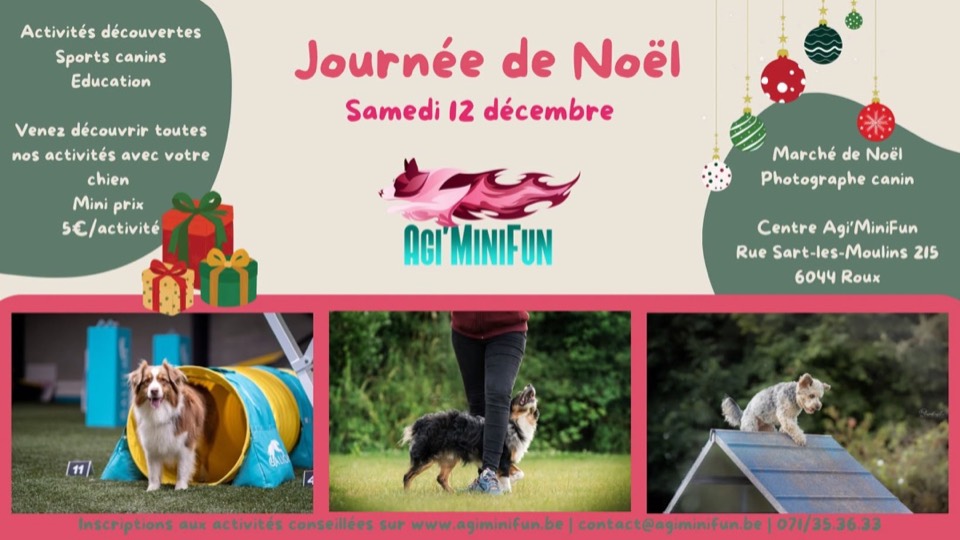 Activités découvertes
Sports canins
Education
Venez découvrir toutes
nos activités avec votre
chien
Mini prix
5€/activité
Journée de Noël
Samedi 12 décembre
AGI'MINIFUN
Marché de Noël
Photographe canin
Centre Agi'MiniFun
Rue Sart-les-Moulins 215
6044 Roux
11
Inscriptions aux activités conseillées sur www.agiminifun.be | contact@agiminifun.be | 071/35.36.33